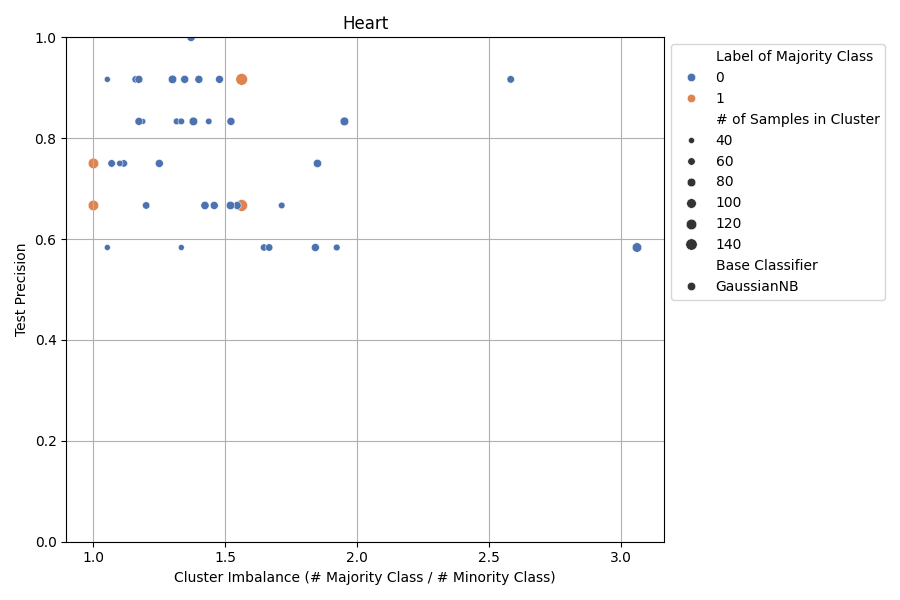 Heart
1.0
0.8
0.6
0.4
0.2
0.0
Test Precision
1.0
1.5
2.0
2.5
3.0
Cluster Imbalance (# Majority Class / # Minority Class)
Label of Majority Class
0
1
# of Samples in Cluster
40
60
80
100
120
140
Base Classifier
GaussianNB